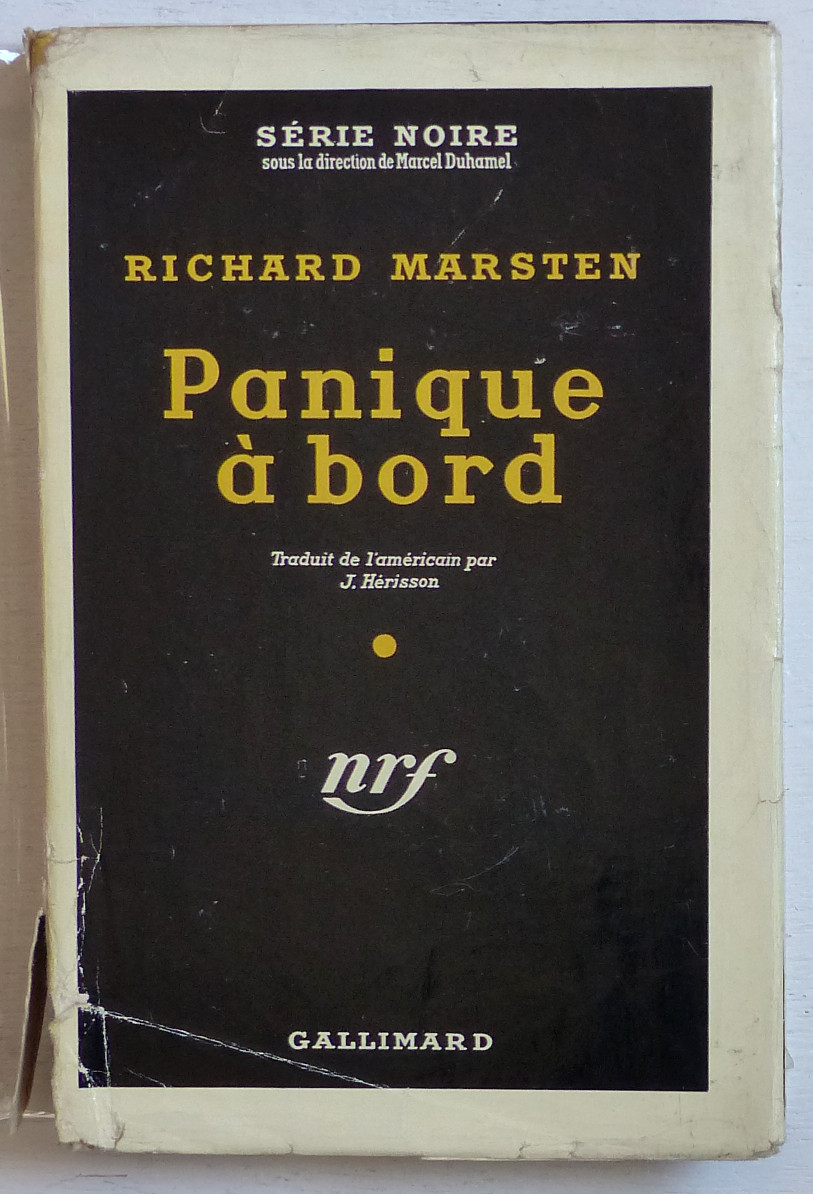 SÉRIE NOIRE
sous la direction de Marcel Duhamel
RICHARD MARSTEN
Panique
à bord
Traduit de l'américain par
J. Hérisson
nrf
GALLIMARD